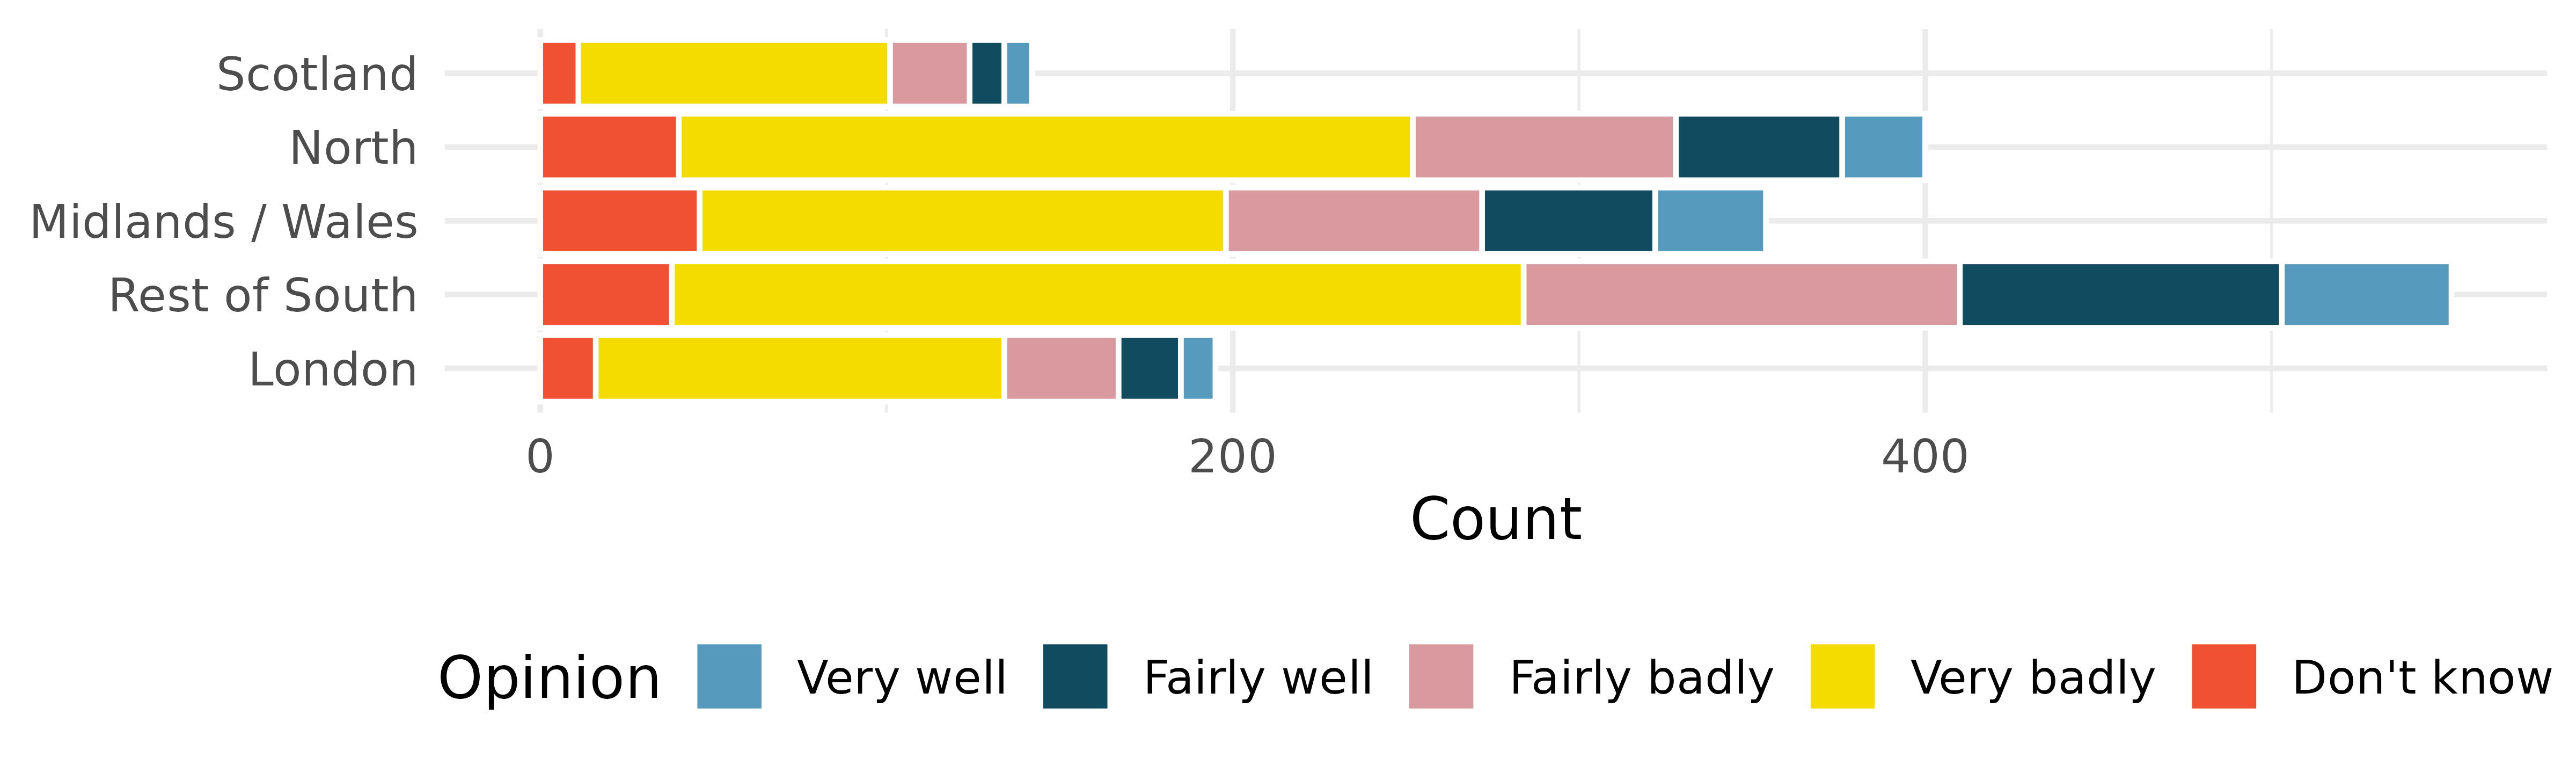 Scotland
North
Midlands / Wales
Rest of South
London
0 200 400
Count
Opinion Very well Fairly well Fairly badly Very badly Don't know